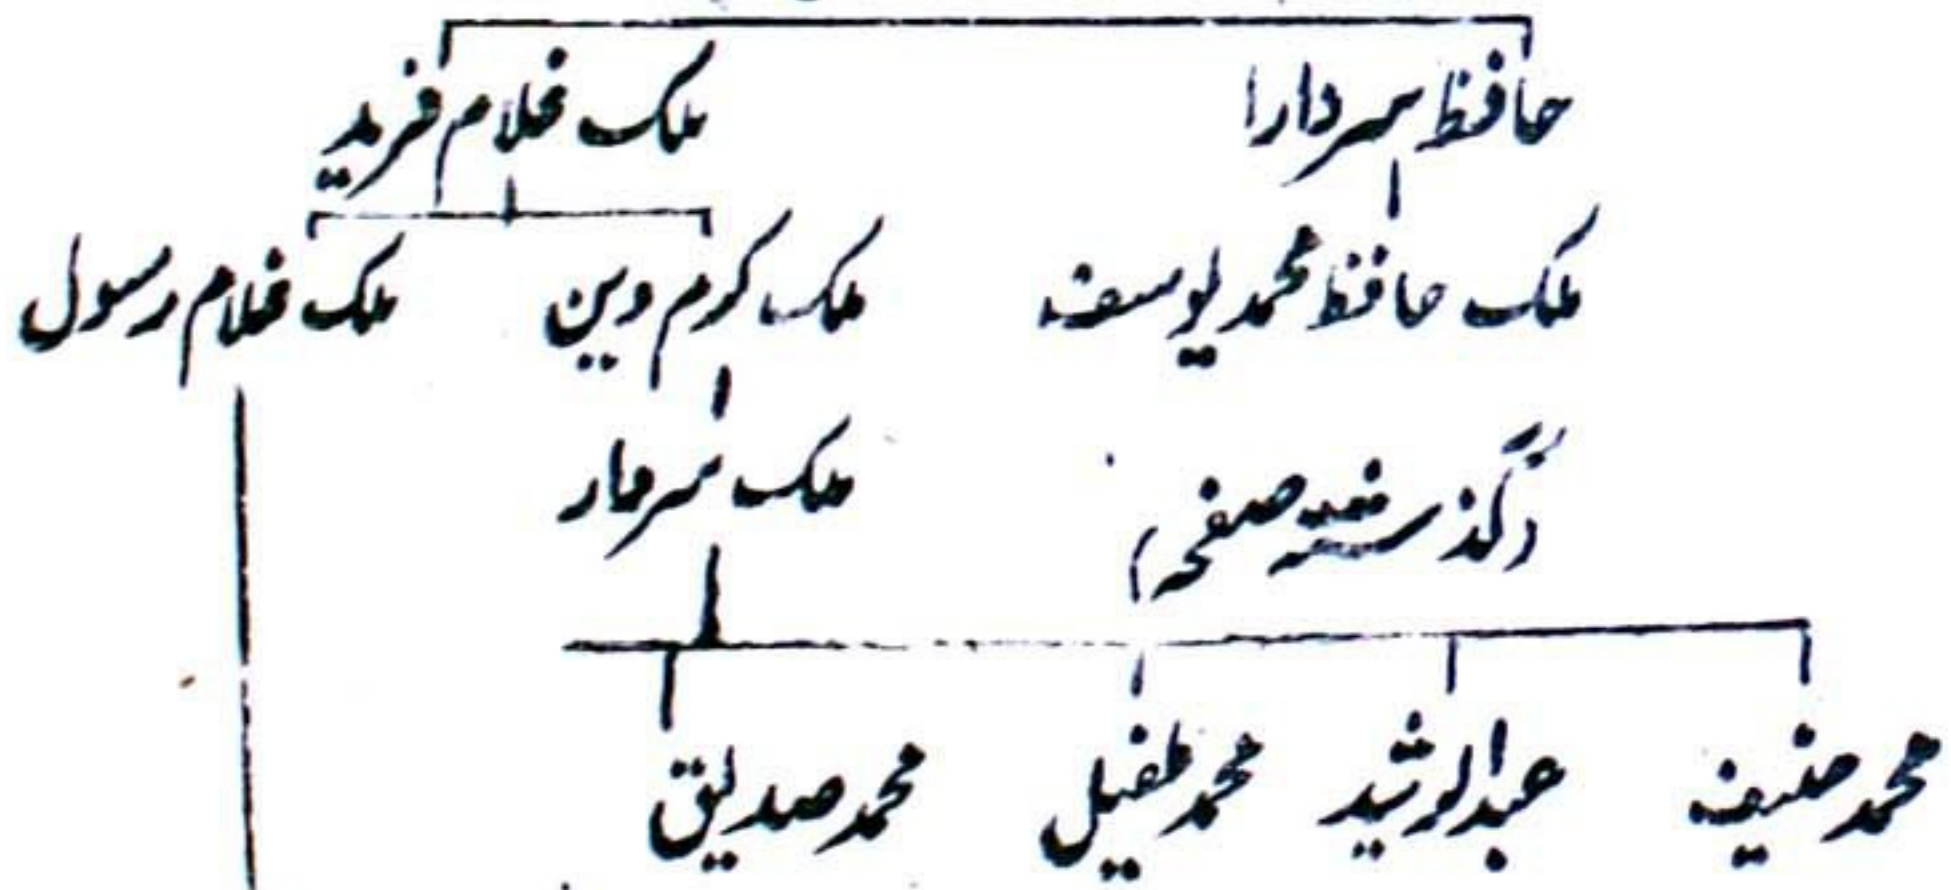 حافظ سردارا ملک غلام فرید
ملک حافظ محمد یوسف ملک کرم دین ملک غلام رسول
(گذشتہ صفحہ) ملک سردار
محمد حنیف عبدالرشید محمد طفیل محمد صدیق